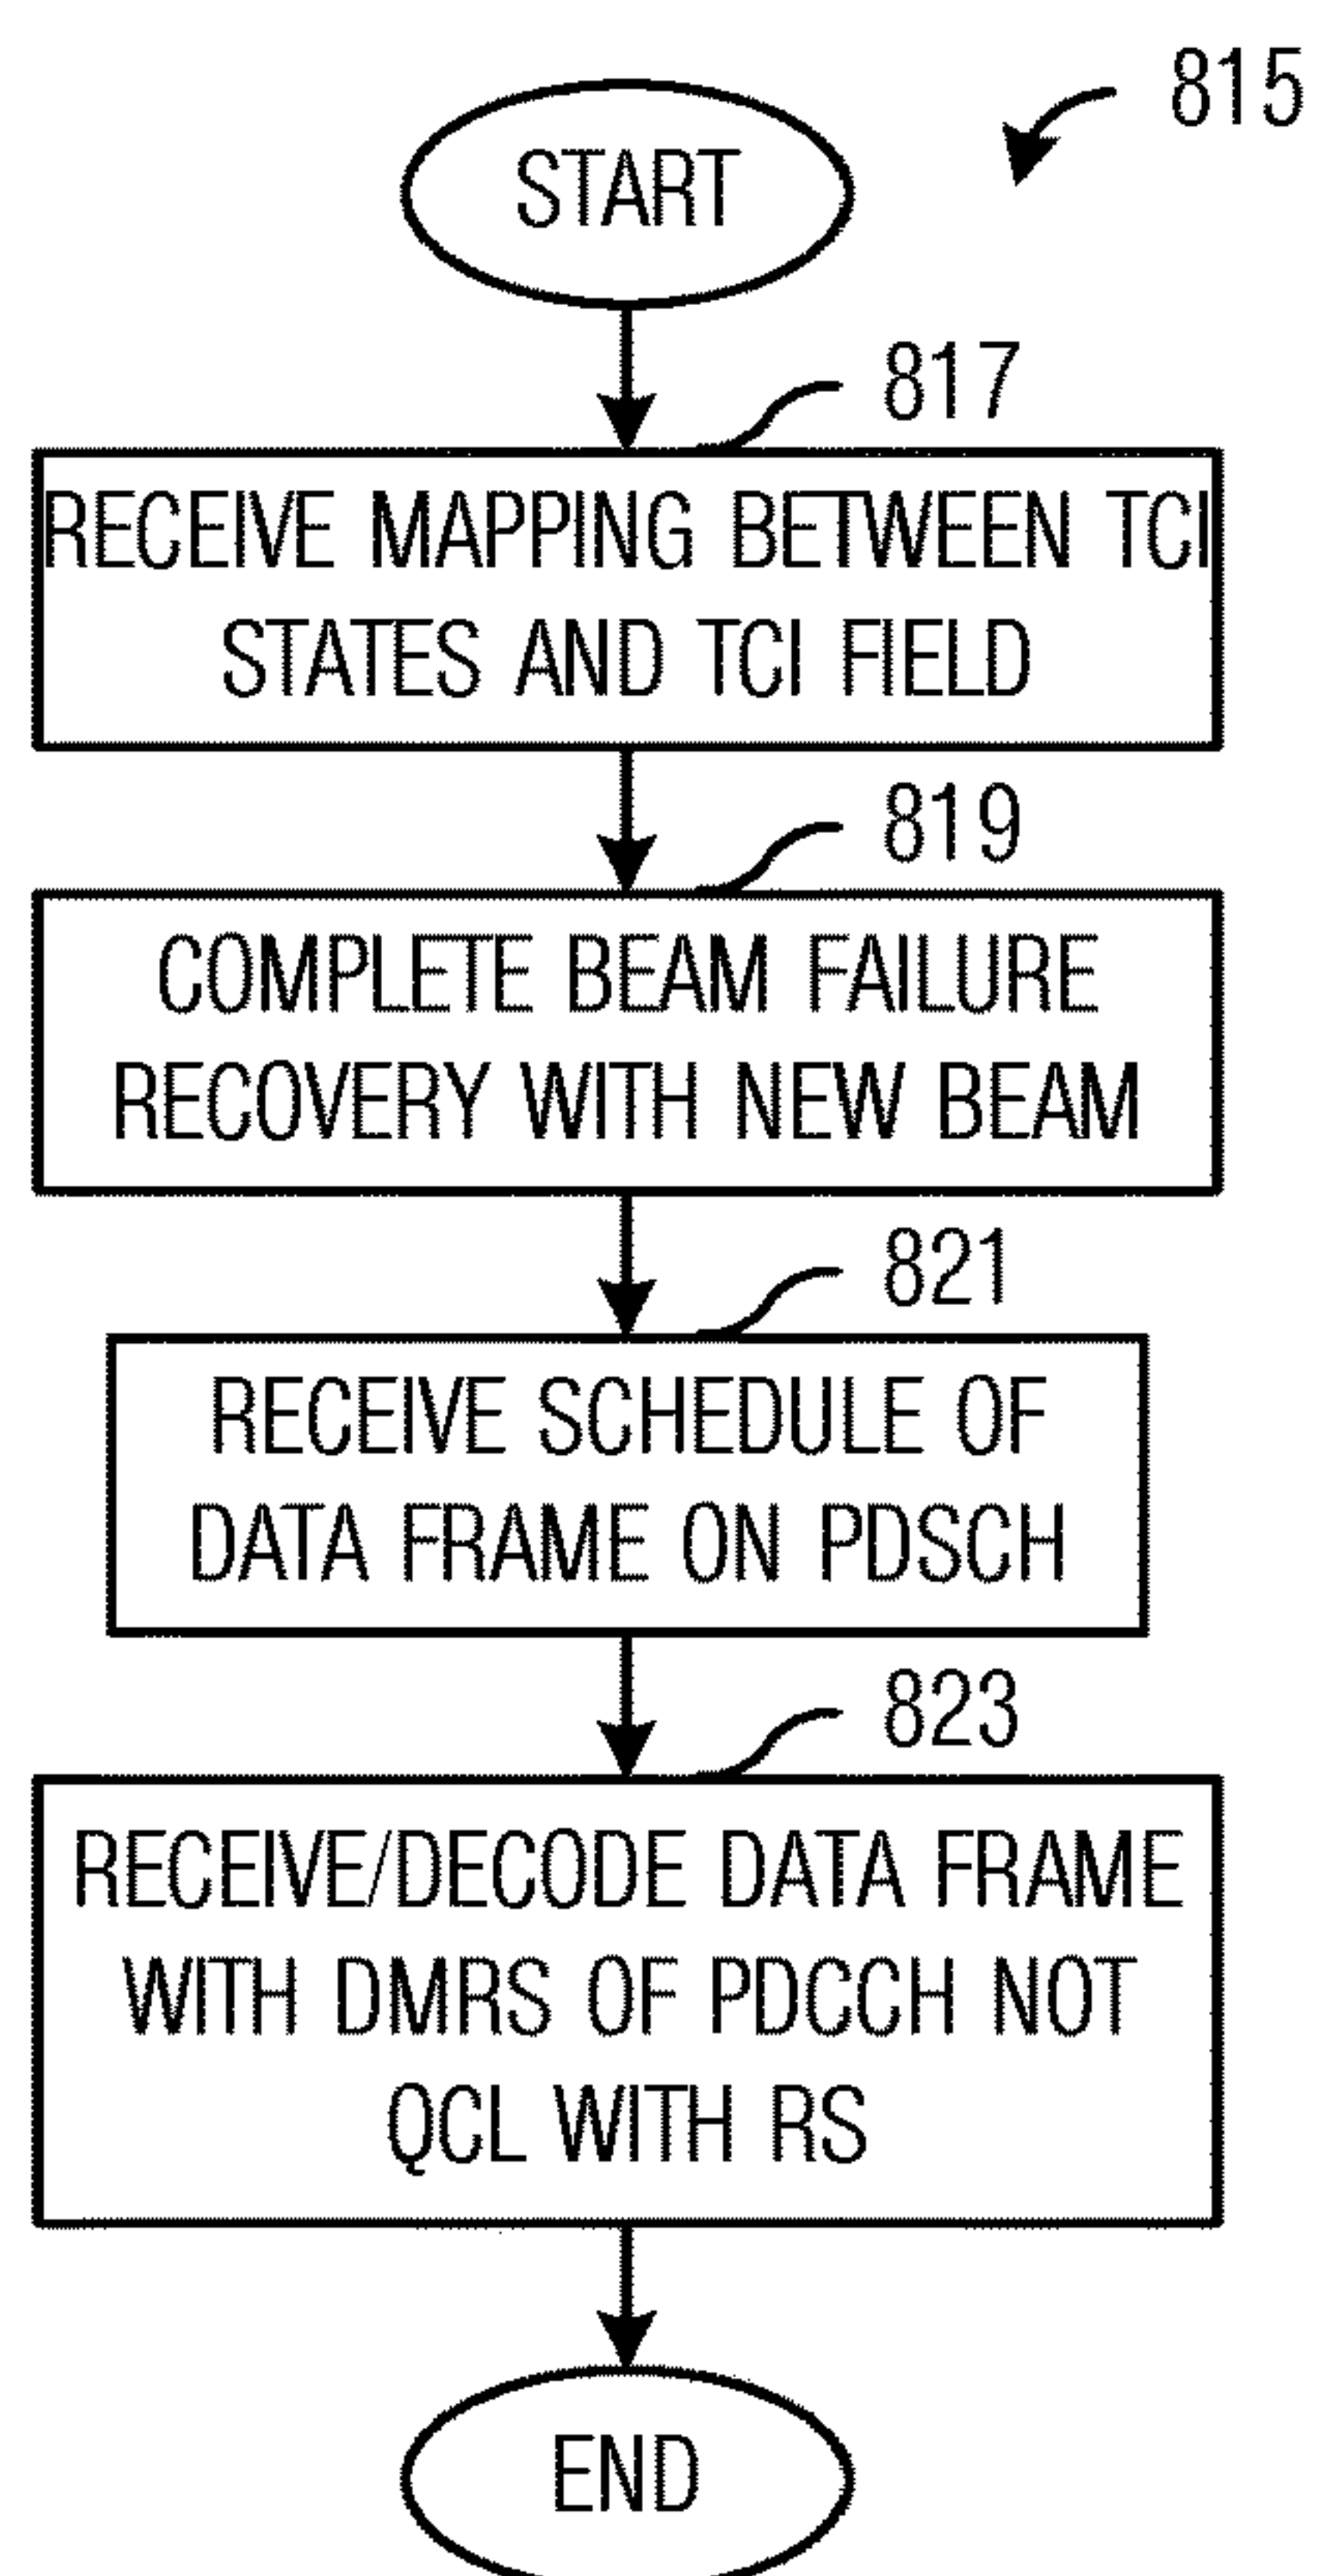 815
START
817
RECEIVE MAPPING BETWEEN TCI
STATES AND TCI FIELD
819
COMPLETE BEAM FAILURE
RECOVERY WITH NEW BEAM
821
RECEIVE SCHEDULE OF
DATA FRAME ON PDSCH
823
RECEIVE/DECODE DATA FRAME
WITH DMRS OF PDCCH NOT
QCL WITH RS
END